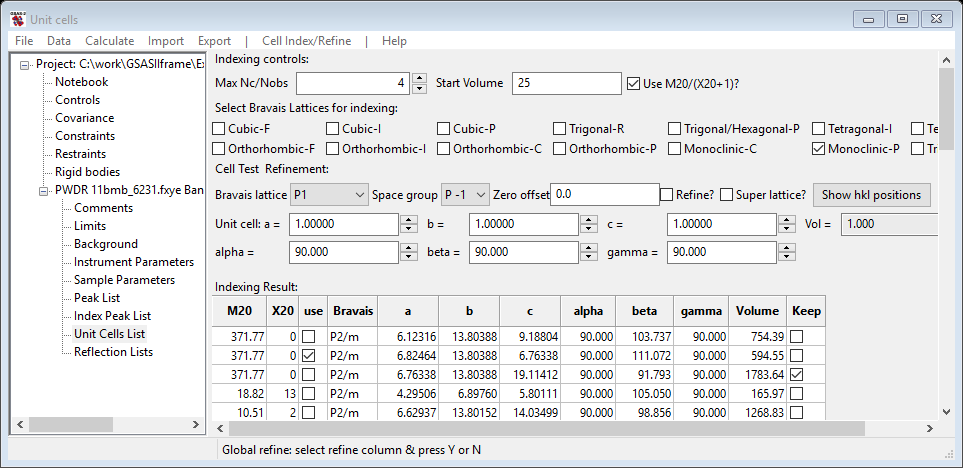 GSAS-II
Unit cells
File Data Calculate Import Export | Cell Index/Refine | Help
Project: C:\work\GSASIIframe\Ex
Notebook
Controls
Covariance
Constraints
Restraints
Rigid bodies
PWDR 11bmb_6231.fxye Ban
Comments
Limits
Background
Instrument Parameters
Sample Parameters
Peak List
Index Peak List
Unit Cells List
Reflection Lists
Indexing controls:
Max Nc/Nobs 4 Start Volume 25 Use M20/(X20+1)?
Select Bravais Lattices for indexing:
Cubic-F Cubic-I Cubic-P Trigonal-R Trigonal/Hexagonal-P Tetragonal-I Te
Orthorhombic-F Orthorhombic-I Orthorhombic-C Orthorhombic-P Monoclinic-C Monoclinic-P Tr
Cell Test Refinement:
Bravais lattice P1 Space group P -1 Zero offset 0.0 Refine? Super lattice? Show hkl positions
Unit cell: a = 1.00000 b = 1.00000 c = 1.00000 Vol = 1.000
alpha = 90.000 beta = 90.000 gamma = 90.000
Indexing Result:
M20 X20 use Bravais a b c alpha beta gamma Volume Keep
371.77 0 P2/m 6.12316 13.80388 9.18804 90.000 103.737 90.000 754.39
371.77 0 P2/m 6.82464 13.80388 6.76338 90.000 111.072 90.000 594.55
371.77 0 P2/m 6.76338 13.80388 19.11412 90.000 91.793 90.000 1783.64
18.82 13 P2/m 4.29506 6.89760 5.80111 90.000 105.050 90.000 165.97
10.51 2 P2/m 6.62937 13.80152 14.03499 90.000 98.856 90.000 1268.83
Global refine: select refine column & press Y or N